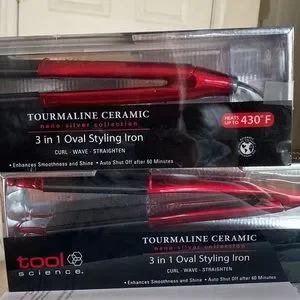 TOURMALINE CERAMIC
nano silver collection
3 in 1 Oval Styling Iron
CURL · WAVE · STRAIGHTEN
• Enhances Smoothness and Shine • Auto Shut Off after 60 Minutes
HEATS UP TO 430° F
tool science®
TOURMALINE CERAMIC
nano silver collection
3 in 1 Oval Styling Iron
CURL · WAVE · STRAIGHTEN
• Enhances Smoothness and Shine • Auto Shut Off after 60 Minutes